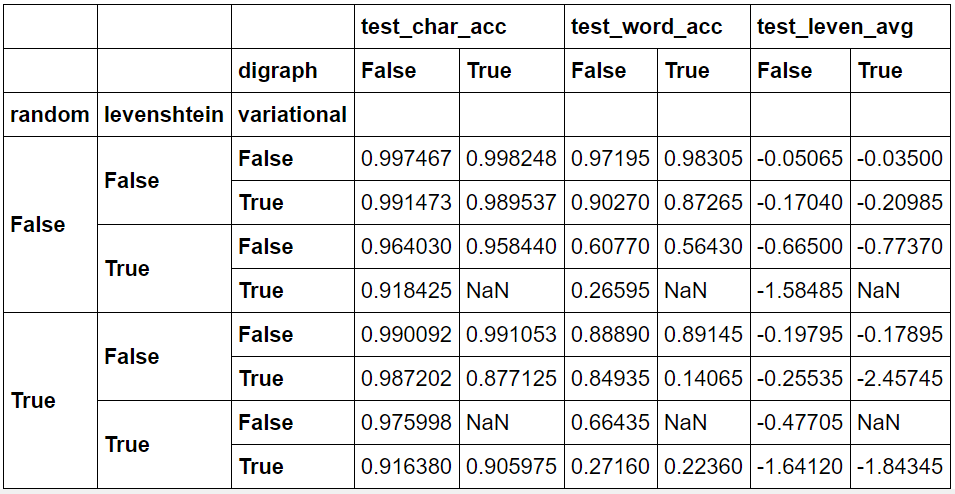 test_char_acc test_word_acc test_leven_avg
digraph False True False True False True
random levenshtein variational
False False False 0.997467 0.998248 0.97195 0.98305 -0.05065 -0.03500
True 0.991473 0.989537 0.90270 0.87265 -0.17040 -0.20985
True False 0.964030 0.958440 0.60770 0.56430 -0.66500 -0.77370
True 0.918425 NaN 0.26595 NaN -1.58485 NaN
True False False 0.990092 0.991053 0.88890 0.89145 -0.19795 -0.17895
True 0.987202 0.877125 0.84935 0.14065 -0.25535 -2.45745
True False 0.975998 NaN 0.66435 NaN -0.47705 NaN
True 0.916380 0.905975 0.27160 0.22360 -1.64120 -1.84345